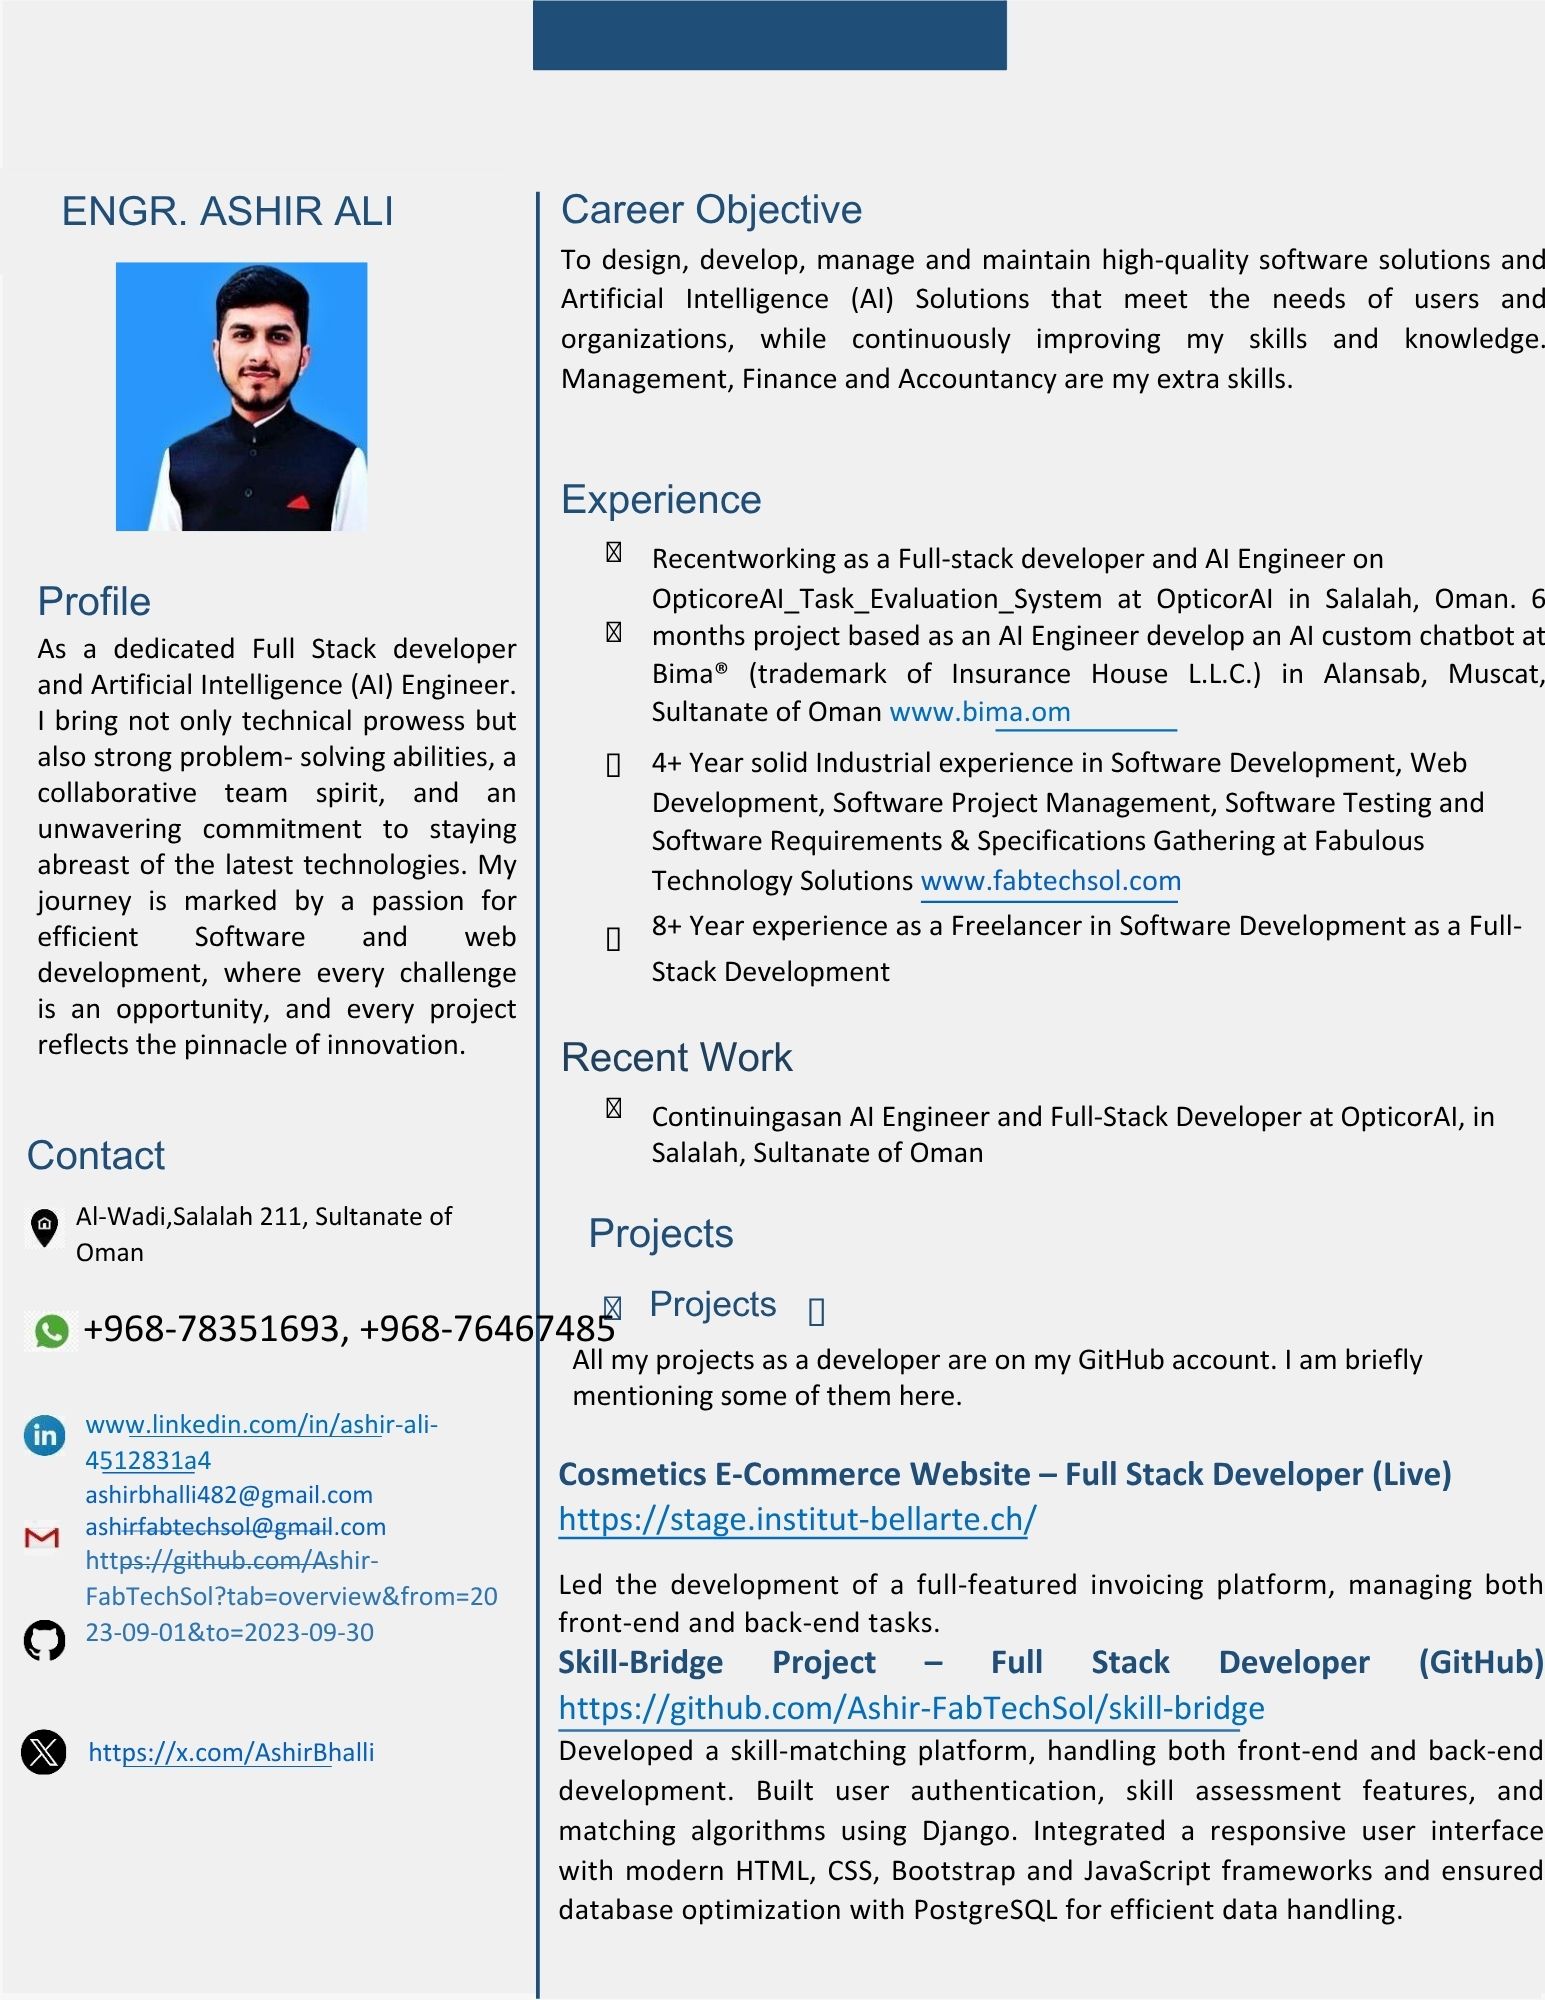 ENGR. ASHIR ALI
Profile
As a dedicated Full Stack developer
and Artificial Intelligence (AI) Engineer.
I bring not only technical prowess but
also strong problem- solving abilities, a
collaborative team spirit, and an
unwavering commitment to staying
abreast of the latest technologies. My
journey is marked by a passion for
efficient Software and web
development, where every challenge
is an opportunity, and every project
reflects the pinnacle of innovation.
Contact
Al-Wadi,Salalah 211, Sultanate of
Oman
+968-78351693, +968-76467485
www.linkedin.com/in/ashir-ali-
4512831a4
ashirbhalli482@gmail.com
ashirfabtechsol@gmail.com
https://github.com/Ashir-
FabTechSol?tab=overview&from=20
23-09-01&to=2023-09-30
https://x.com/AshirBhalli
Career Objective
To design, develop, manage and maintain high-quality software solutions and
Artificial Intelligence (AI) Solutions that meet the needs of users and
organizations, while continuously improving my skills and knowledge.
Management, Finance and Accountancy are my extra skills.
Experience
Recentworking as a Full-stack developer and AI Engineer on
OpticoreAI_Task_Evaluation_System at OpticorAI in Salalah, Oman. 6
months project based as an AI Engineer develop an AI custom chatbot at
Bima® (trademark of Insurance House L.L.C.) in Alansab, Muscat,
Sultanate of Oman www.bima.om
4+ Year solid Industrial experience in Software Development, Web
Development, Software Project Management, Software Testing and
Software Requirements & Specifications Gathering at Fabulous
Technology Solutions www.fabtechsol.com
8+ Year experience as a Freelancer in Software Development as a Full-
Stack Development
Recent Work
Continuingasan AI Engineer and Full-Stack Developer at OpticorAI, in
Salalah, Sultanate of Oman
Projects
Projects
All my projects as a developer are on my GitHub account. I am briefly
mentioning some of them here.
Cosmetics E-Commerce Website – Full Stack Developer (Live)
https://stage.institut-bellarte.ch/
Led the development of a full-featured invoicing platform, managing both
front-end and back-end tasks.
Skill-Bridge Project – Full Stack Developer (GitHub)
https://github.com/Ashir-FabTechSol/skill-bridge
Developed a skill-matching platform, handling both front-end and back-end
development. Built user authentication, skill assessment features, and
matching algorithms using Django. Integrated a responsive user interface
with modern HTML, CSS, Bootstrap and JavaScript frameworks and ensured
database optimization with PostgreSQL for efficient data handling.